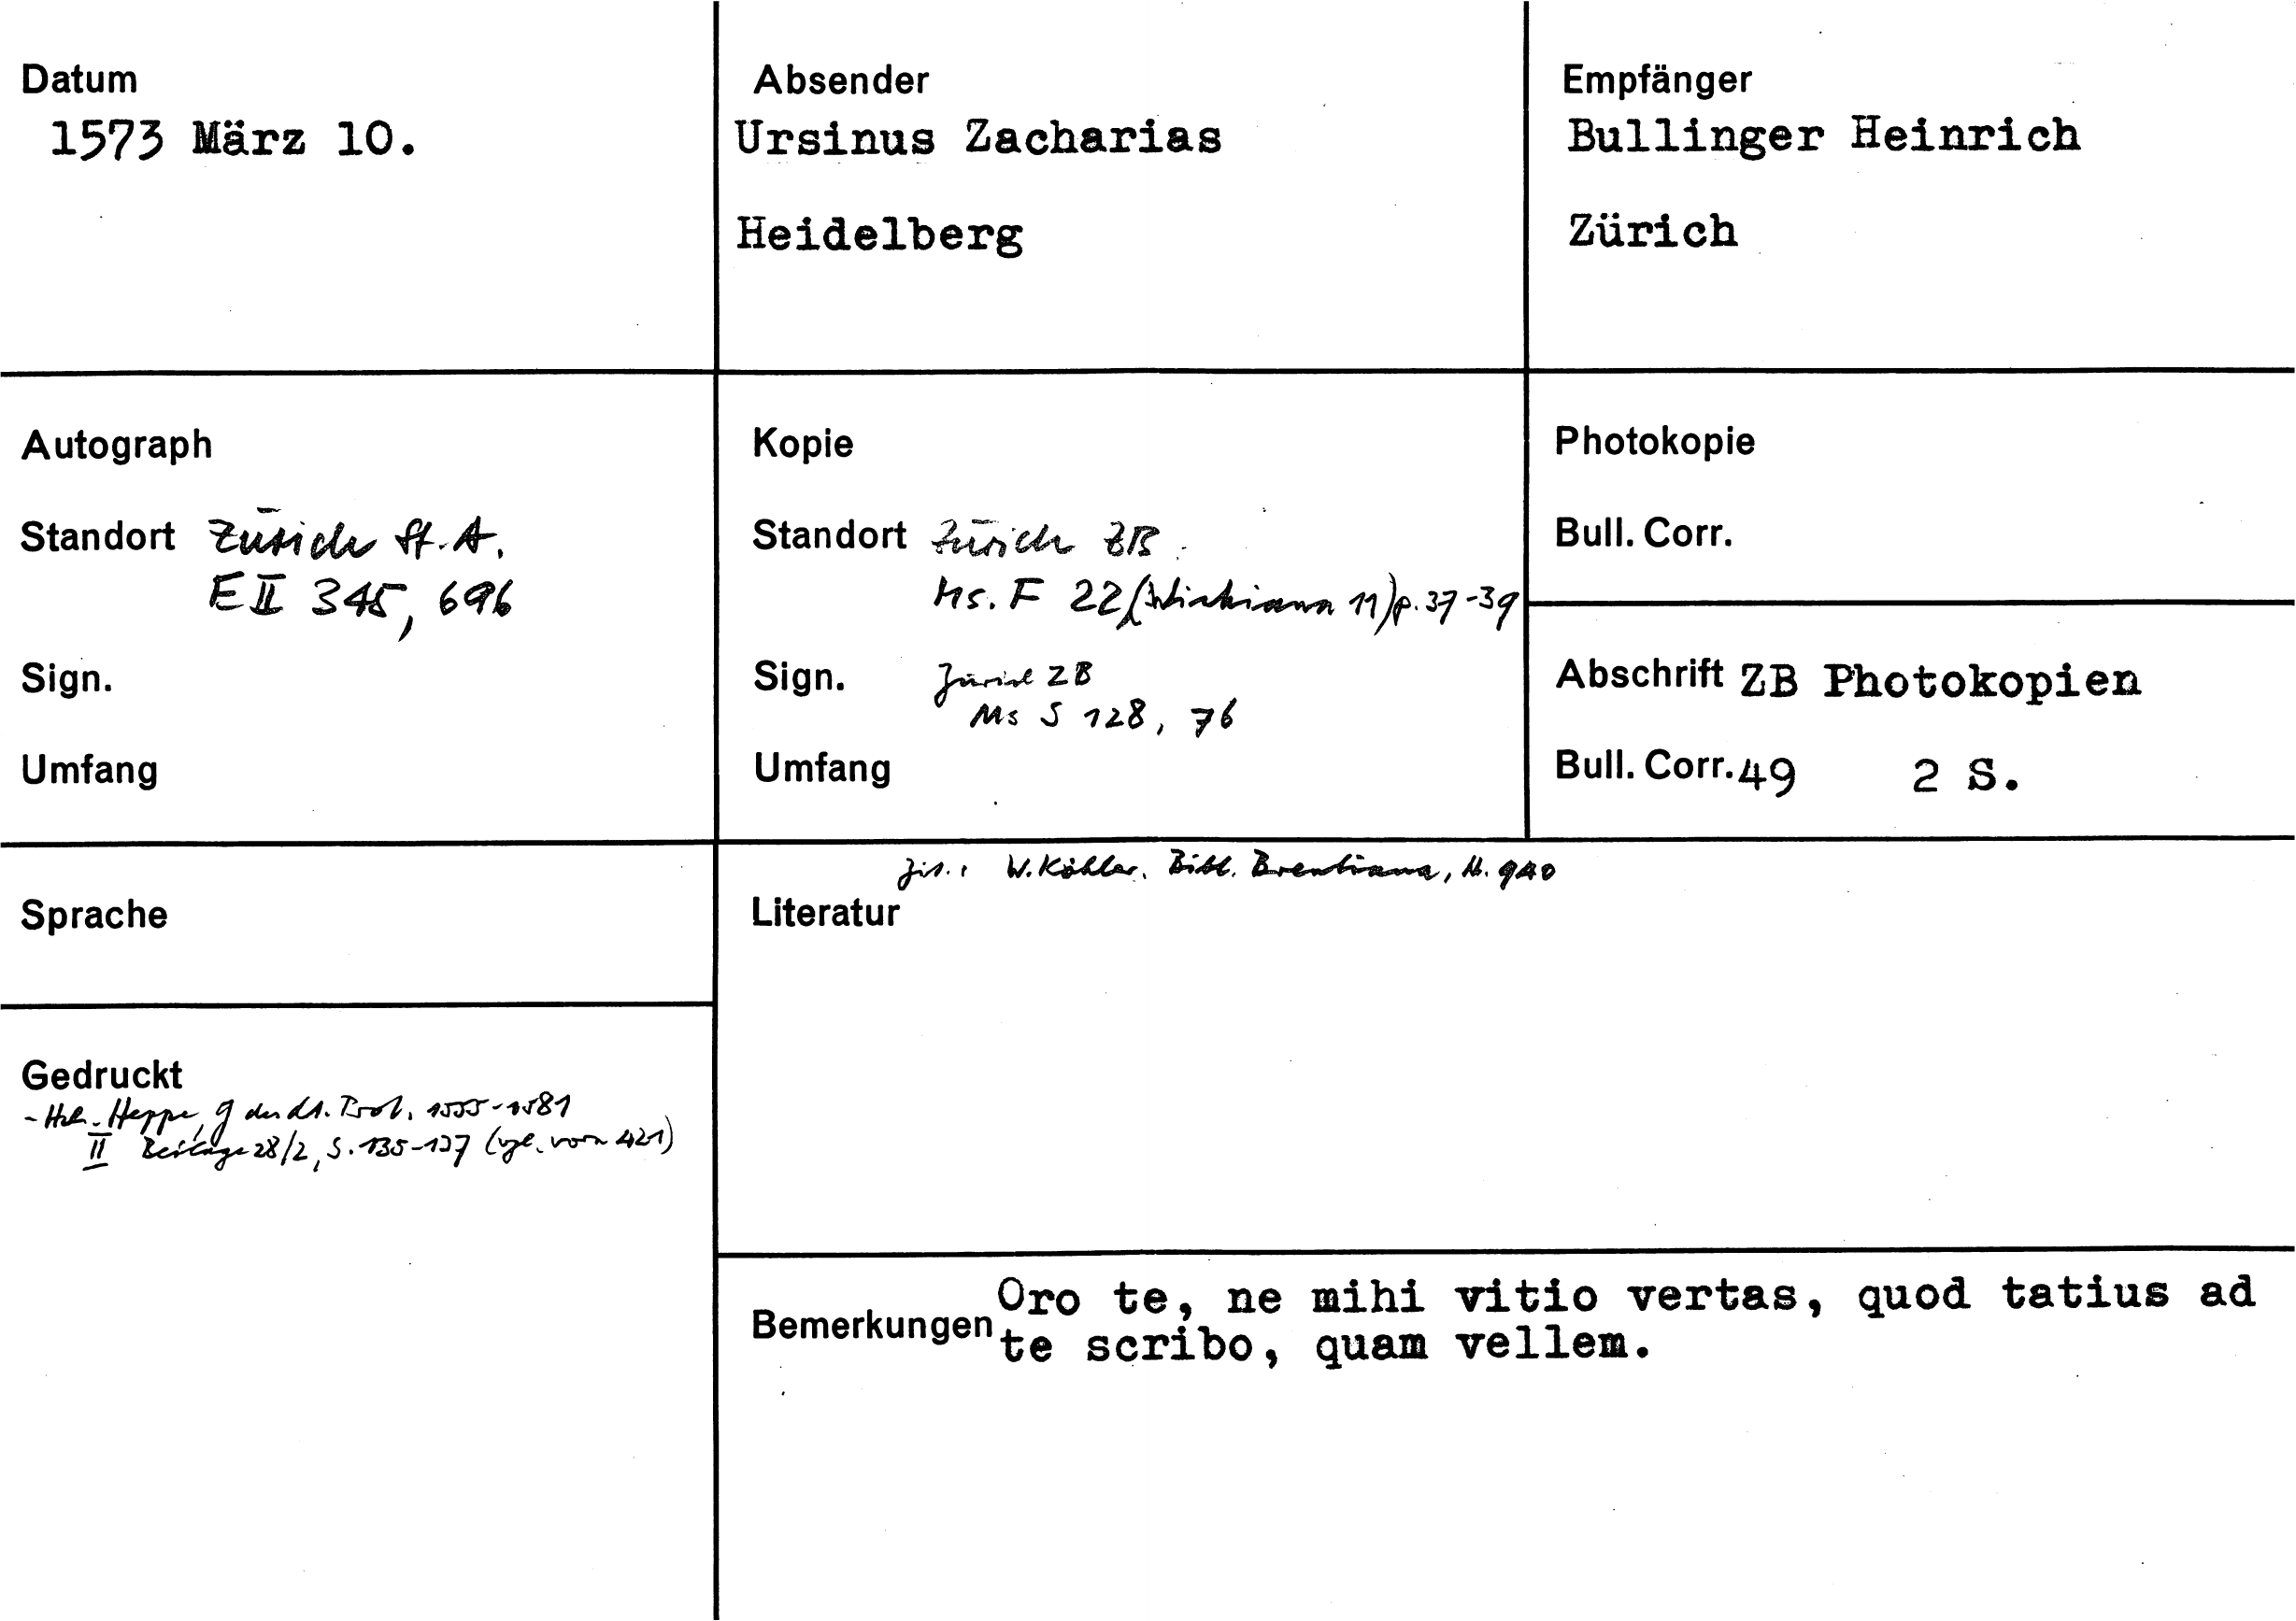 Datum
1573 März 10.
Absender
Ursinus Zacharias
Heidelberg
Empfänger
Bullinger Heinrich
Zürich
Autograph
Standort Zürich St. A.
E II 345, 696
Sign.
Umfang
Kopie
Standort Zürich ZB.
Ms. F 22 (Wickiana 11) p. 37-39
Sign. Zürich ZB
Ms S 128, 76
Umfang
Photokopie
Bull. Corr.
Abschrift ZB Photokopien
Bull. Corr. 49 2 S.
Sprache
Zit.: W. Köhler. Bibl. Brentiana, N. 940
Literatur
Gedruckt
- Heppe, G des dt. Prot. 1555-1581
II Beilage 28/2, S. 135-137 (vgl. vorn 421)
Bemerkungen Oro te, ne mihi vitio vertas, quod tatius ad
te scribo, quam vellem.